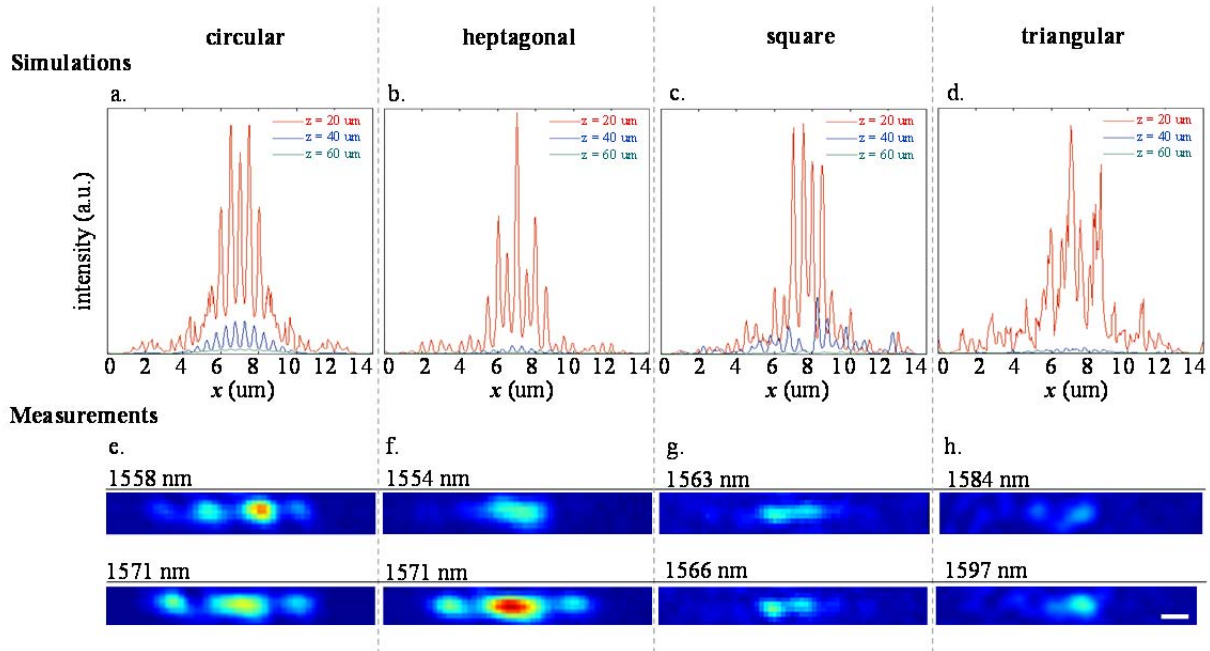 circular heptagonal square triangular
Simulations
a. b. c. d.
z = 20 um z = 20 um z = 20 um z = 20 um
z = 40 um z = 40 um z = 40 um z = 40 um
z = 60 um z = 60 um z = 60 um z = 60 um
intensity (a.u.)
0 2 4 6 8 10 12 14 0 2 4 6 8 10 12 14 0 2 4 6 8 10 12 14 0 2 4 6 8 10 12 14
x (um) x (um) x (um) x (um)
Measurements
e. f. g. h.
1558 nm 1554 nm 1563 nm 1584 nm
1571 nm 1571 nm 1566 nm 1597 nm